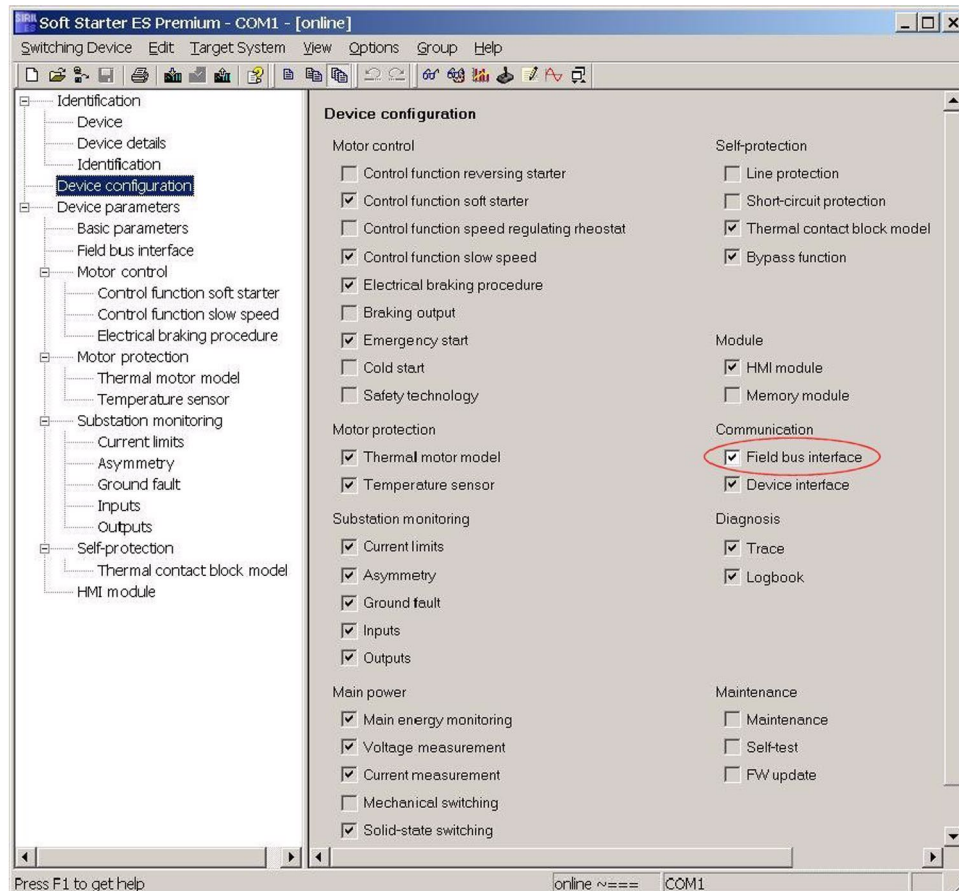 Soft Starter ES Premium - COM1 - [online]
Switching Device Edit Target System View Options Group Help
Identification
Device
Device details
Identification
Device configuration
Device parameters
Basic parameters
Field bus interface
Motor control
Control function soft starter
Control function slow speed
Electrical braking procedure
Motor protection
Thermal motor model
Temperature sensor
Substation monitoring
Current limits
Asymmetry
Ground fault
Inputs
Outputs
Self-protection
Thermal contact block model
HMI module
Device configuration
Motor control
Control function reversing starter
Control function soft starter
Control function speed regulating rheostat
Control function slow speed
Electrical braking procedure
Braking output
Emergency start
Cold start
Safety technology
Motor protection
Thermal motor model
Temperature sensor
Substation monitoring
Current limits
Asymmetry
Ground fault
Inputs
Outputs
Main power
Main energy monitoring
Voltage measurement
Current measurement
Mechanical switching
Solid-state switching
Self-protection
Line protection
Short-circuit protection
Thermal contact block model
Bypass function
Module
HMI module
Memory module
Communication
Field bus interface
Device interface
Diagnosis
Trace
Logbook
Maintenance
Maintenance
Self-test
FW update
Press F1 to get help
online ~===
COM1